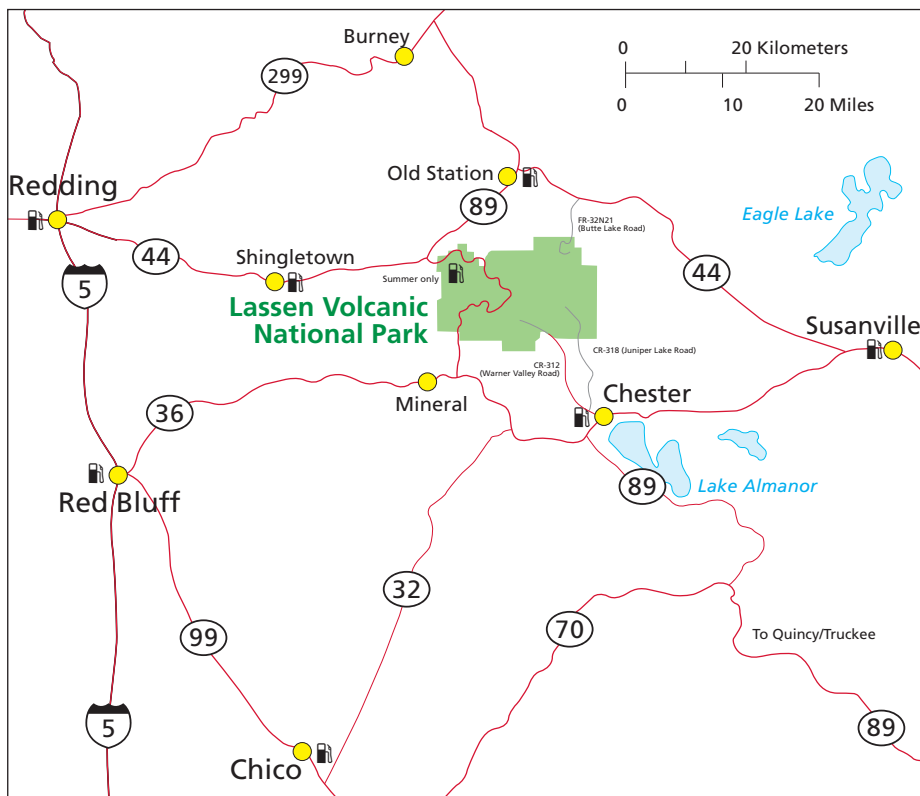 Burney
0 20 Kilometers
0 10 20 Miles
299
Old Station
89
Redding
FR-32N21
(Butte Lake Road)
Eagle Lake
44
Shingletown
Summer only
44
5
Lassen Volcanic
National Park
Susanville
CR-318 (Juniper Lake Road)
CR-312
(Warner Valley Road)
Mineral
Chester
36
Red Bluff
89
Lake Almanor
32
99
70
To Quincy/Truckee
5
89
Chico